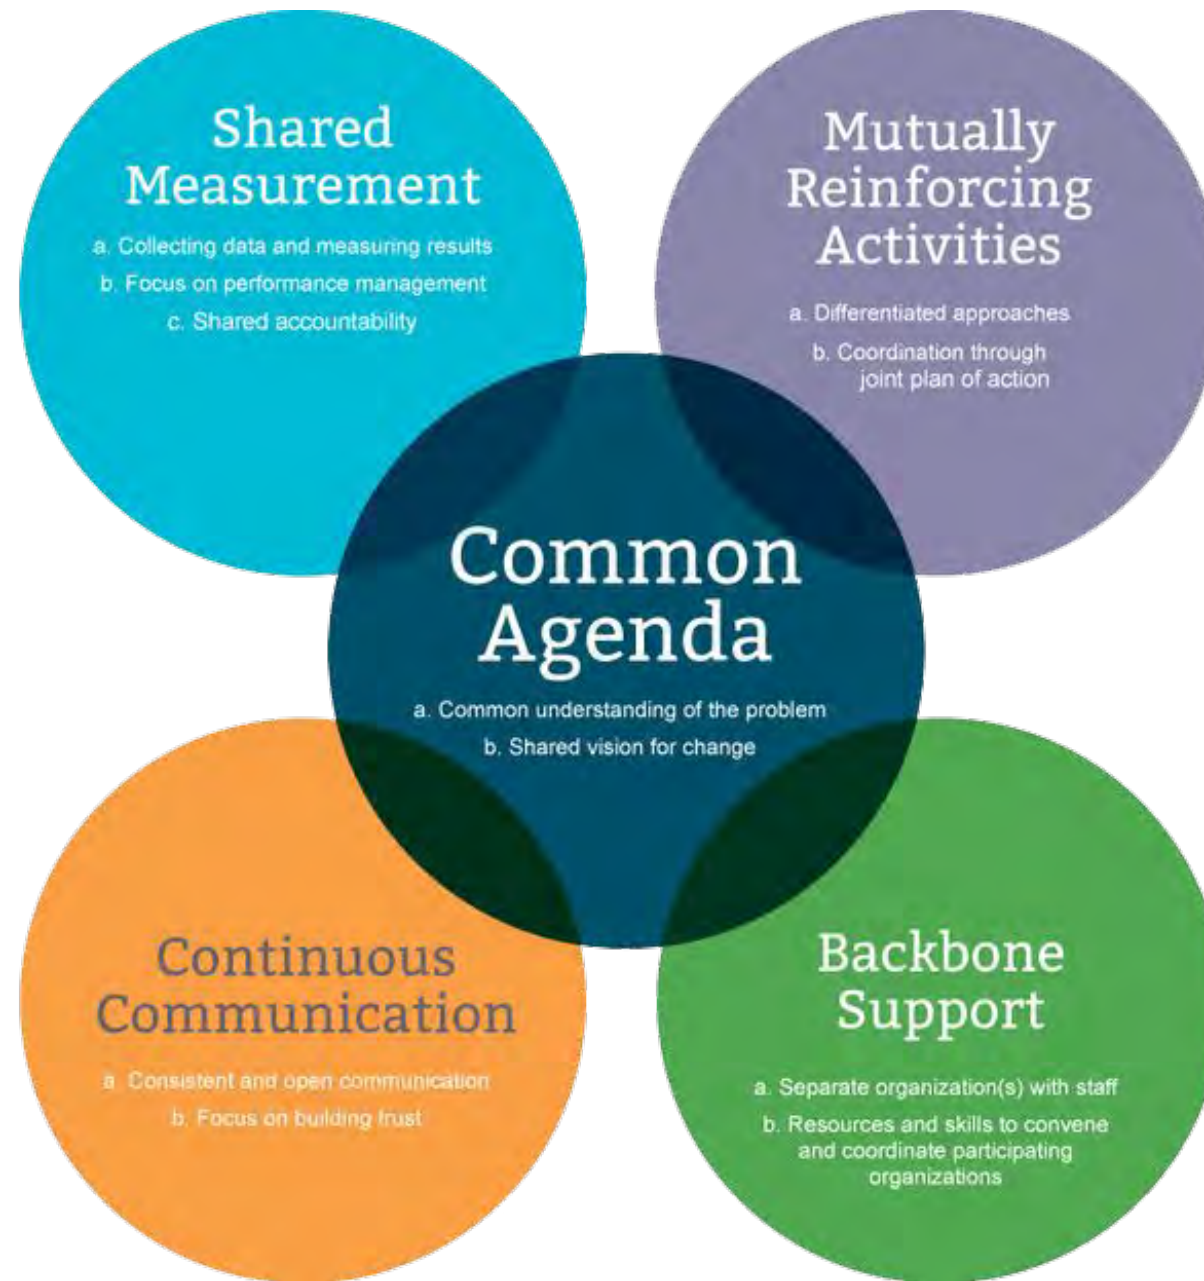 Shared
Measurement
a. Collecting data and measuring results
b. Focus on performance management
c. Shared accountability
Mutually
Reinforcing
Activities
a. Differentiated approaches
b. Coordination through
joint plan of action
Common
Agenda
a. Common understanding of the problem
b. Shared vision for change
Continuous
Communication
a. Consistent and open communication
b. Focus on building trust
Backbone
Support
a. Separate organization(s) with staff
b. Resources and skills to convene
and coordinate participating
organizations